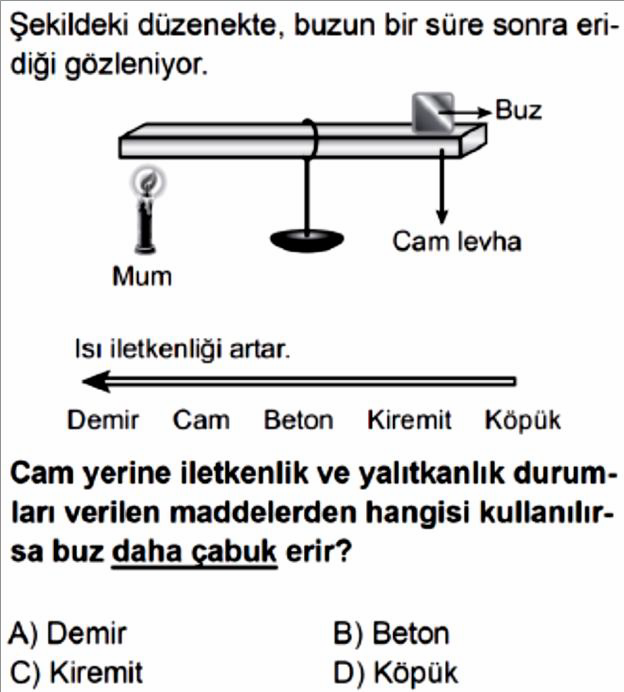 Şekildeki düzenekte, buzun bir süre sonra eri-
diği gözleniyor.
Buz
Cam levha
Mum
Isı iletkenliği artar.
Demir Cam Beton Kiremit Köpük
Cam yerine iletkenlik ve yalıtkanlık durum-
ları verilen maddelerden hangisi kullanılır-
sa buz daha çabuk erir?
A) Demir B) Beton
C) Kiremit D) Köpük